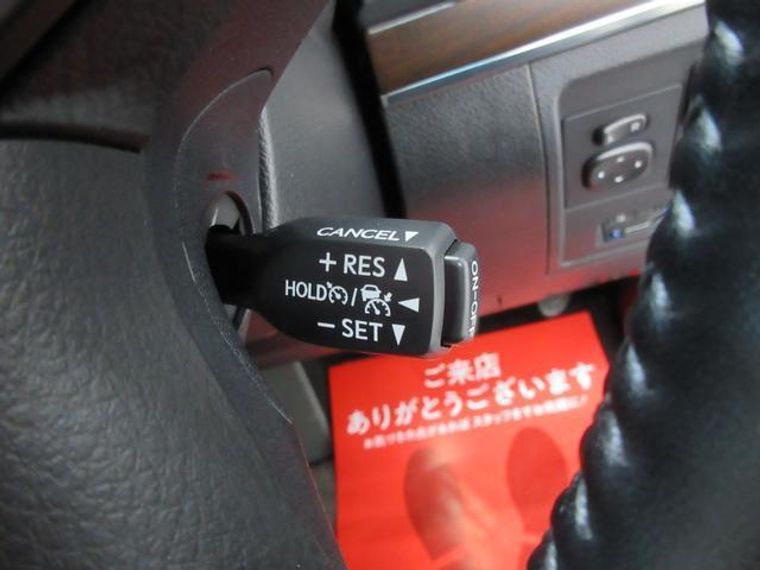 CANCEL▼
+ RES ▲
HOLD / ◀
− SET ▼
ON-OFF
ご来店
ありがとうございます